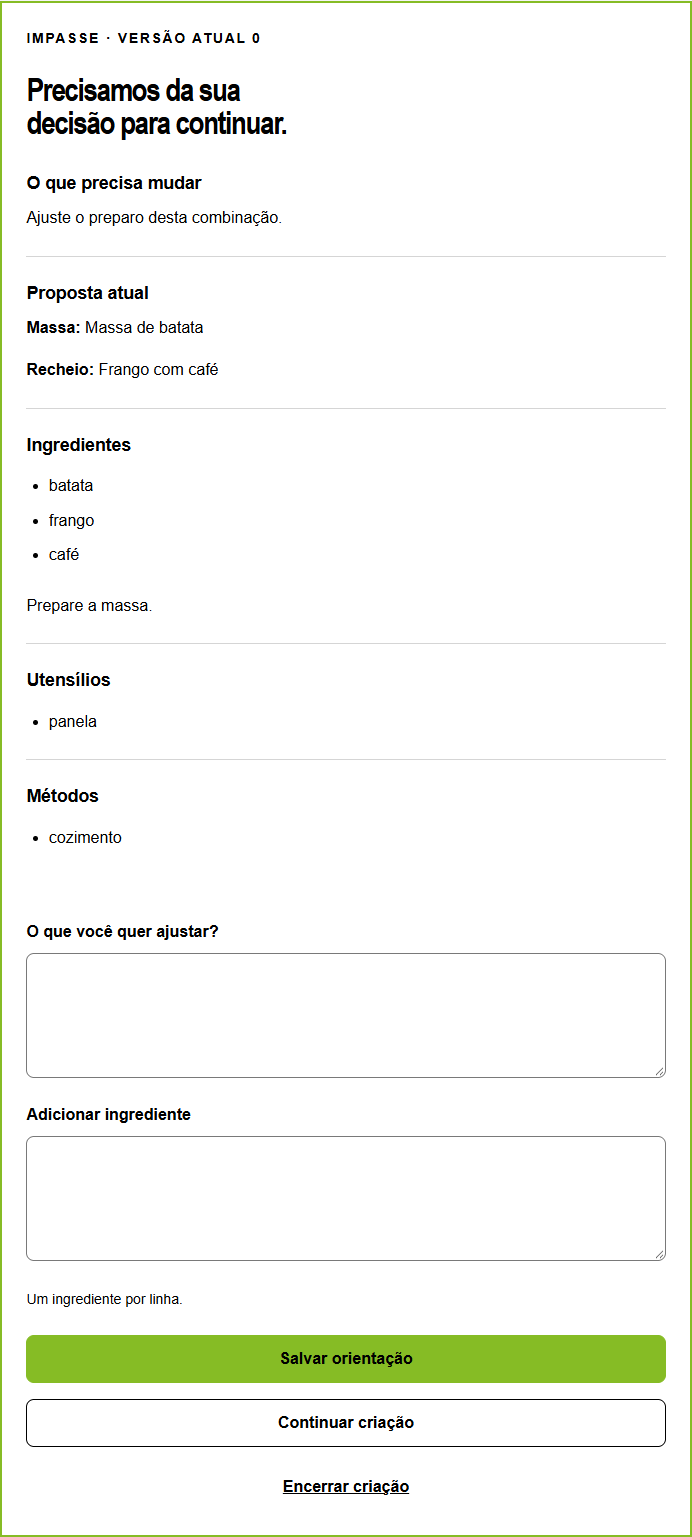 IMPASSE · VERSÃO ATUAL 0
Precisamos da sua
decisão para continuar.
O que precisa mudar
Ajuste o preparo desta combinação.
Proposta atual
Massa: Massa de batata
Recheio: Frango com café
Ingredientes
• batata
• frango
• café
Prepare a massa.
Utensílios
• panela
Métodos
• cozimento
O que você quer ajustar?
Adicionar ingrediente
Um ingrediente por linha.
Salvar orientação
Continuar criação
Encerrar criação